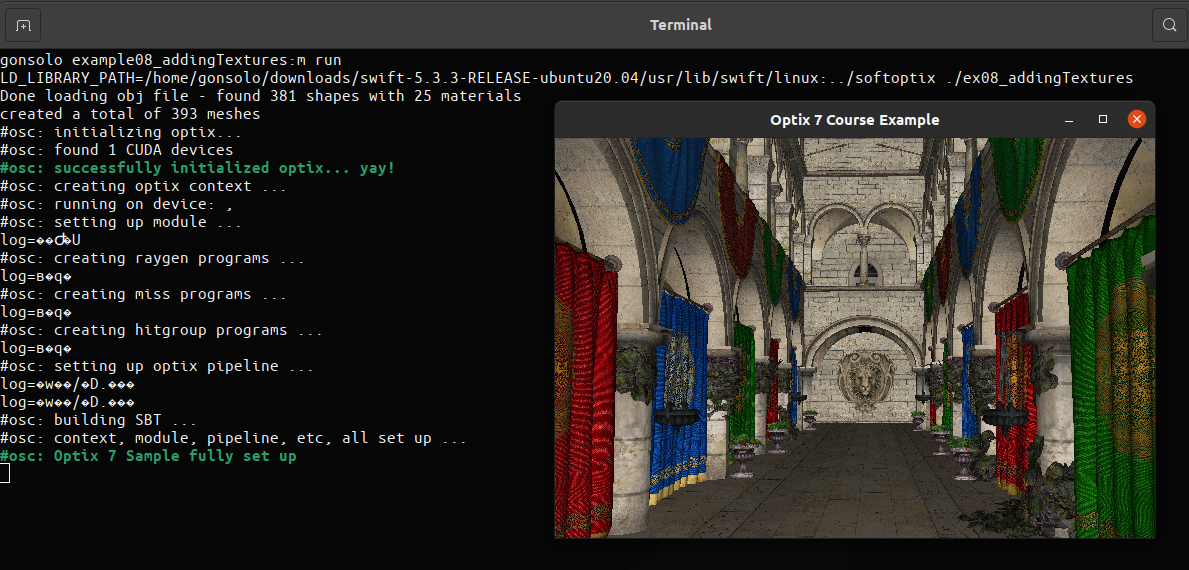 Terminal
gonsolo example08_addingTextures:m run
LD_LIBRARY_PATH=/home/gonsolo/downloads/swift-5.3.3-RELEASE-ubuntu20.04/usr/lib/swift/linux:../softoptix ./ex08_addingTextures
Done loading obj file - found 381 shapes with 25 materials
created a total of 393 meshes
#osc: initializing optix...
#osc: found 1 CUDA devices
#osc: successfully initialized optix... yay!
#osc: creating optix context ...
#osc: running on device: ,
#osc: setting up module ...
log=
#osc: creating raygen programs ...
log=в�q�
#osc: creating miss programs ...
log=в�q�
#osc: creating hitgroup programs ...
log=в�q�
#osc: setting up optix pipeline ...
log=�w��/�D.���
log=�w��/�D.���
#osc: building SBT ...
#osc: context, module, pipeline, etc, all set up ...
#osc: Optix 7 Sample fully set up
Optix 7 Course Example